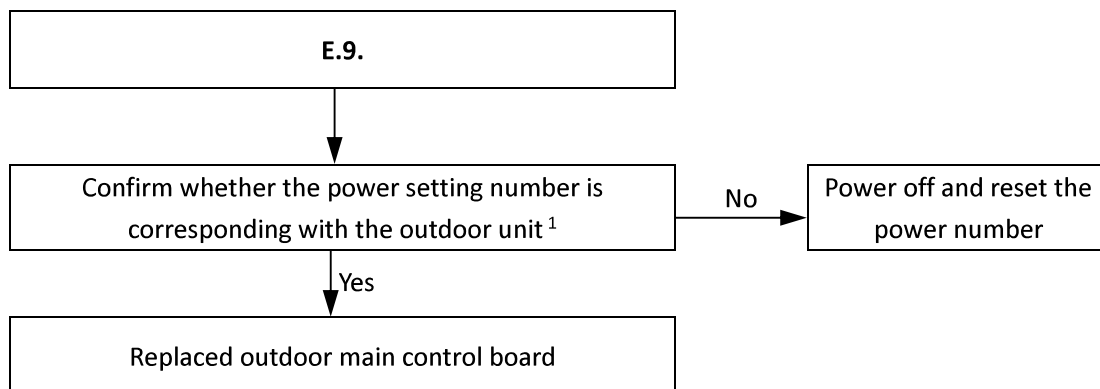 E.9.
Confirm whether the power setting number is
corresponding with the outdoor unit 1
No
Power off and reset the
power number
Yes
Replaced outdoor main control board